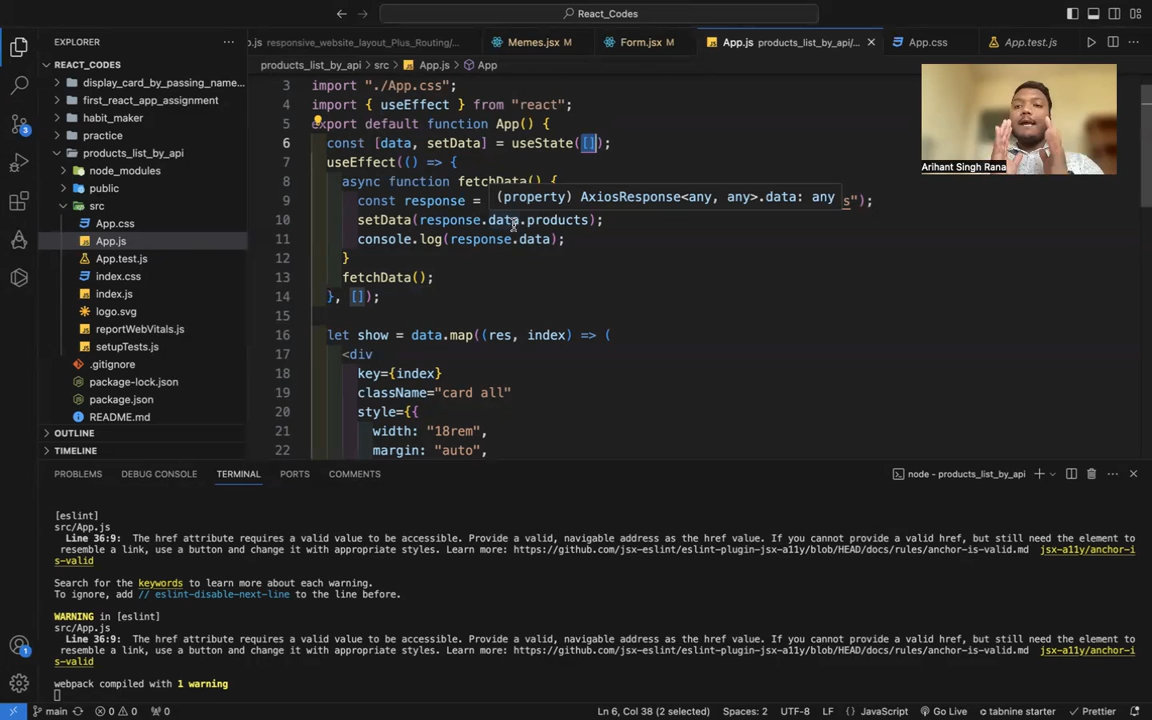 React_Codes
EXPLORER
.js responsive_website_layout_Plus_Routing/...
Memes.jsx M
Form.jsx M
App.js products_list_by_api/...
App.css
App.test.js
REACT_CODES
display_card_by_passing_name...
first_react_app_assignment
habit_maker
practice
products_list_by_api
node_modules
public
src
App.css
App.js
App.test.js
index.css
index.js
logo.svg
reportWebVitals.js
setupTests.js
.gitignore
package-lock.json
package.json
README.md
OUTLINE
TIMELINE
3
1
products_list_by_api > src > App.js > App
3 import "./App.css";
4 import { useEffect } from "react";
5 export default function App() {
6 const [data, setData] = useState([]);
7 useEffect(() => {
8 async function fetchData() {
(property) AxiosResponse<any, any>.data: any
9 const response = s");
10 setData(response.data.products);
11 console.log(response.data);
12 }
13 fetchData();
14 }, []);
15
16 let show = data.map((res, index) => (
17 <div
18 key={index}
19 className="card all"
20 style={{
21 width: "18rem",
22 margin: "auto",
Arihant Singh Rana
PROBLEMS DEBUG CONSOLE TERMINAL PORTS COMMENTS
node - products_list_by_api
[eslint]
src/App.js
Line 36:9: The href attribute requires a valid value to be accessible. Provide a valid, navigable address as the href value. If you cannot provide a valid href, but still need the element to
resemble a link, use a button and change it with appropriate styles. Learn more: https://github.com/jsx-eslint/eslint-plugin-jsx-a11y/blob/HEAD/docs/rules/anchor-is-valid.md jsx-a11y/anchor-i
s-valid
Search for the keywords to learn more about each warning.
To ignore, add // eslint-disable-next-line to the line before.
WARNING in [eslint]
src/App.js
Line 36:9: The href attribute requires a valid value to be accessible. Provide a valid, navigable address as the href value. If you cannot provide a valid href, but still need the element to
resemble a link, use a button and change it with appropriate styles. Learn more: https://github.com/jsx-eslint/eslint-plugin-jsx-a11y/blob/HEAD/docs/rules/anchor-is-valid.md jsx-a11y/anchor-i
s-valid
webpack compiled with 1 warning
main 0 0 0 Ln 6, Col 38 (2 selected) Spaces: 2 UTF-8 LF {} JavaScript Go Live tabnine starter Prettier